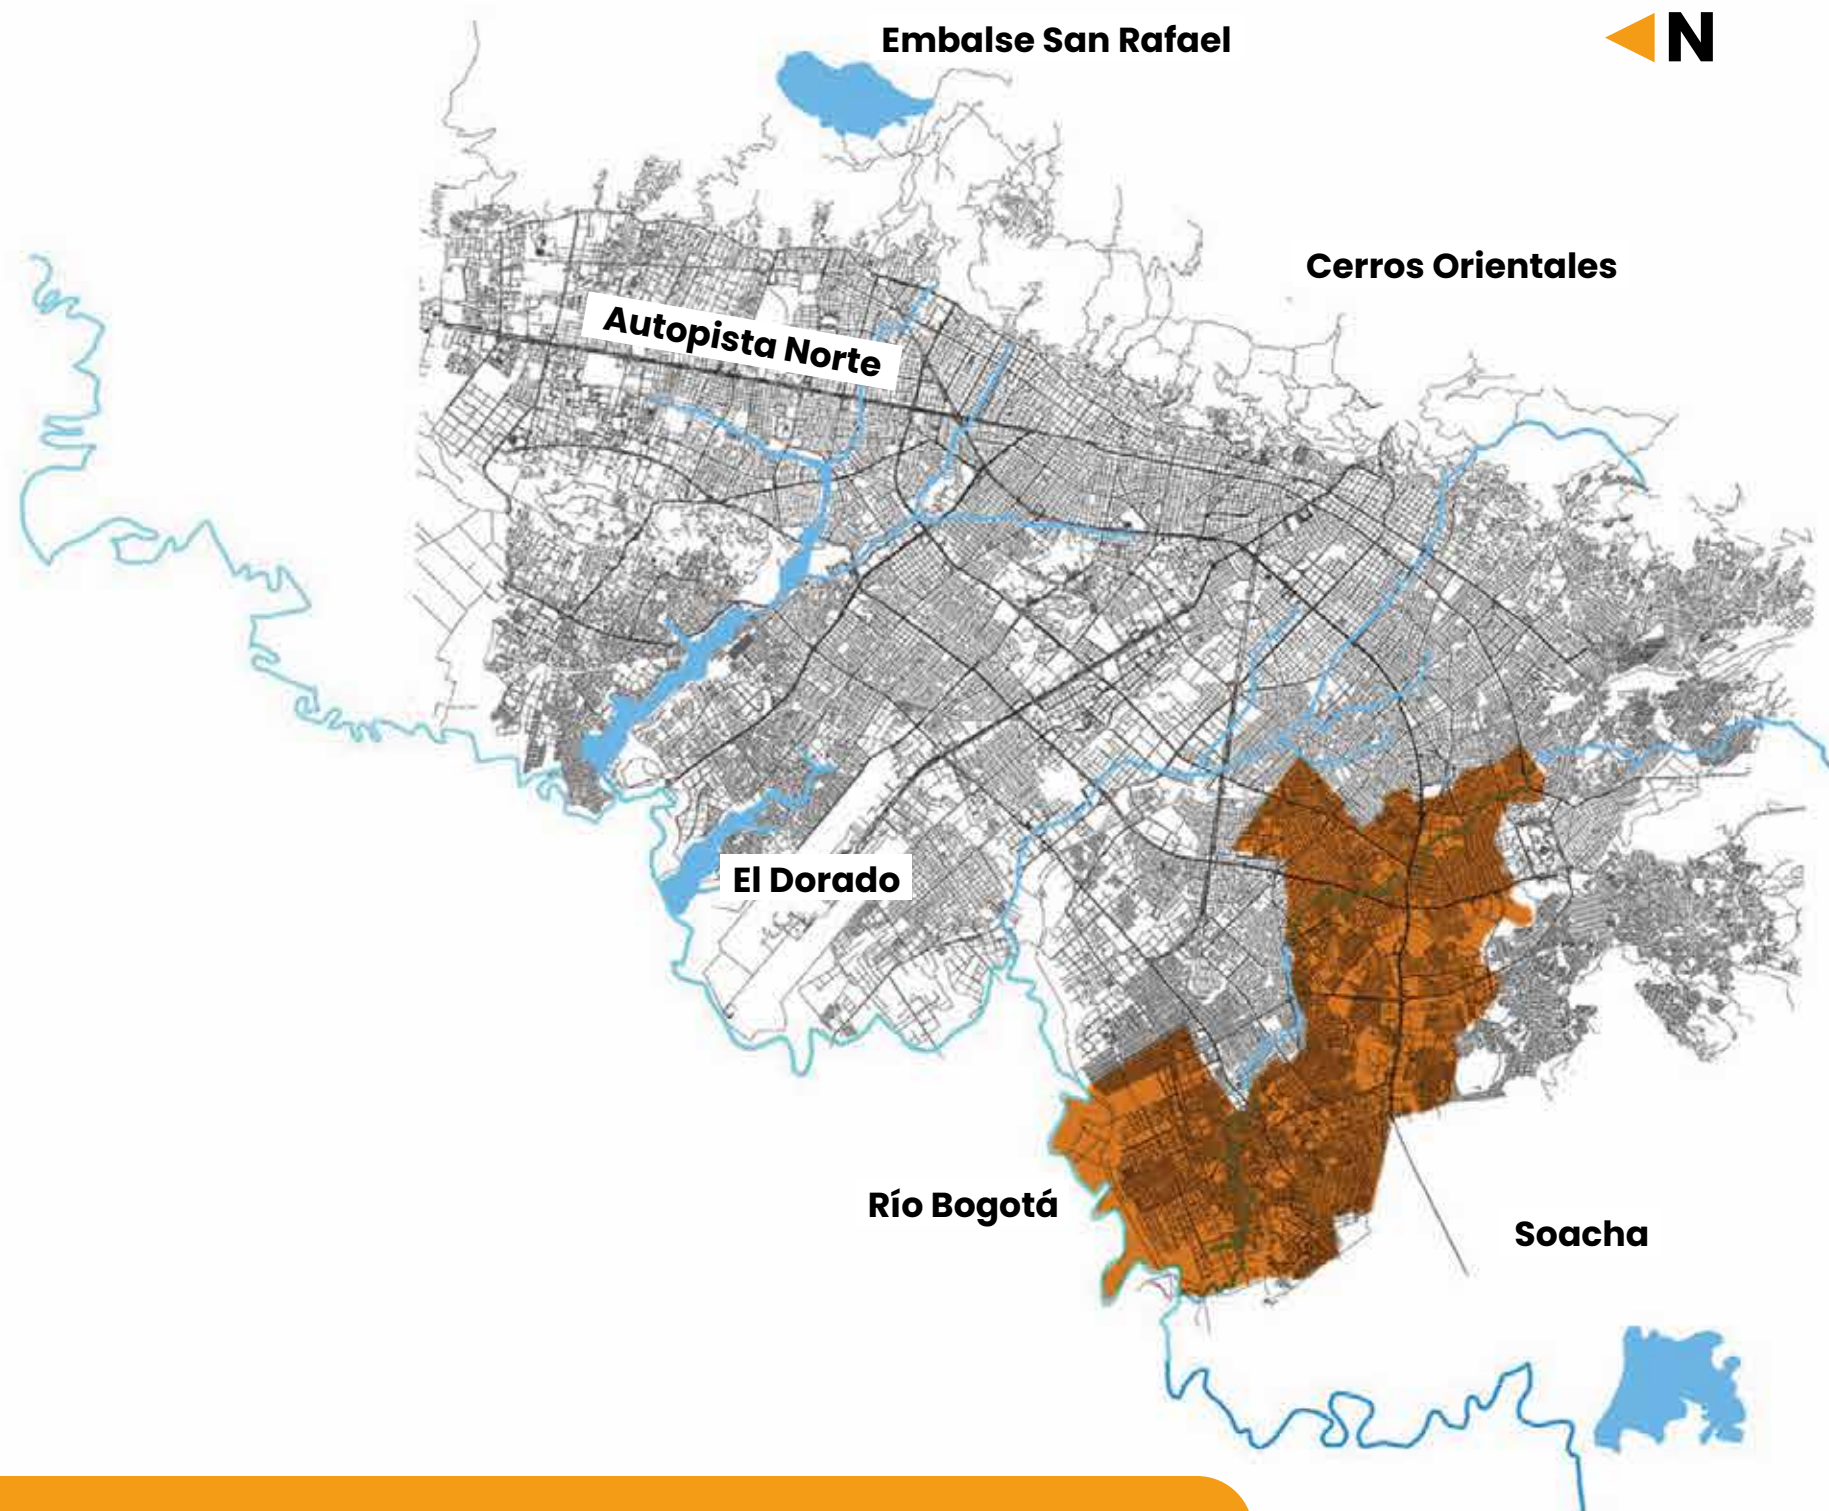 Embalse San Rafael
N
Cerros Orientales
Autopista Norte
El Dorado
Río Bogotá
Soacha